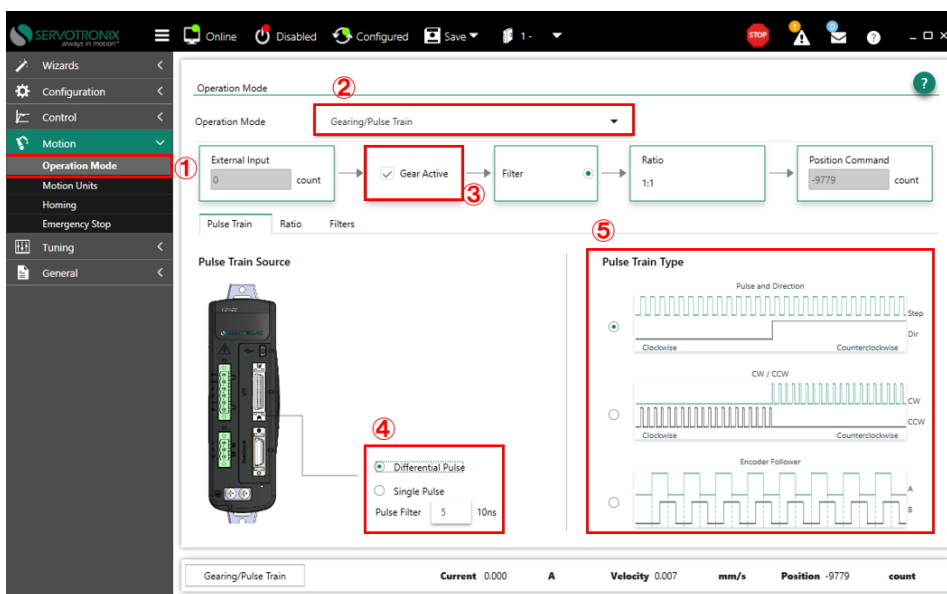 SERVOTRONIX
always in motion™
Online
Disabled
Configured
Save
1 -
STOP
1
0
?
Wizards
Configuration
Control
Motion
Operation Mode
Motion Units
Homing
Emergency Stop
Tuning
General
①
Operation Mode
②
?
Operation Mode
Gearing/Pulse Train
External Input
0 count
Gear Active
③
Filter
Ratio
1:1
Position Command
-9779 count
Pulse Train Ratio Filters
Pulse Train Source
④
Differential Pulse
Single Pulse
Pulse Filter 5 10ns
⑤
Pulse Train Type
Pulse and Direction
Step
Dir
Clockwise Counterclockwise
CW / CCW
CW
CCW
Clockwise Counterclockwise
Encoder Follower
A
B
Gearing/Pulse Train Current 0.000 A Velocity 0.007 mm/s Position -9779 count